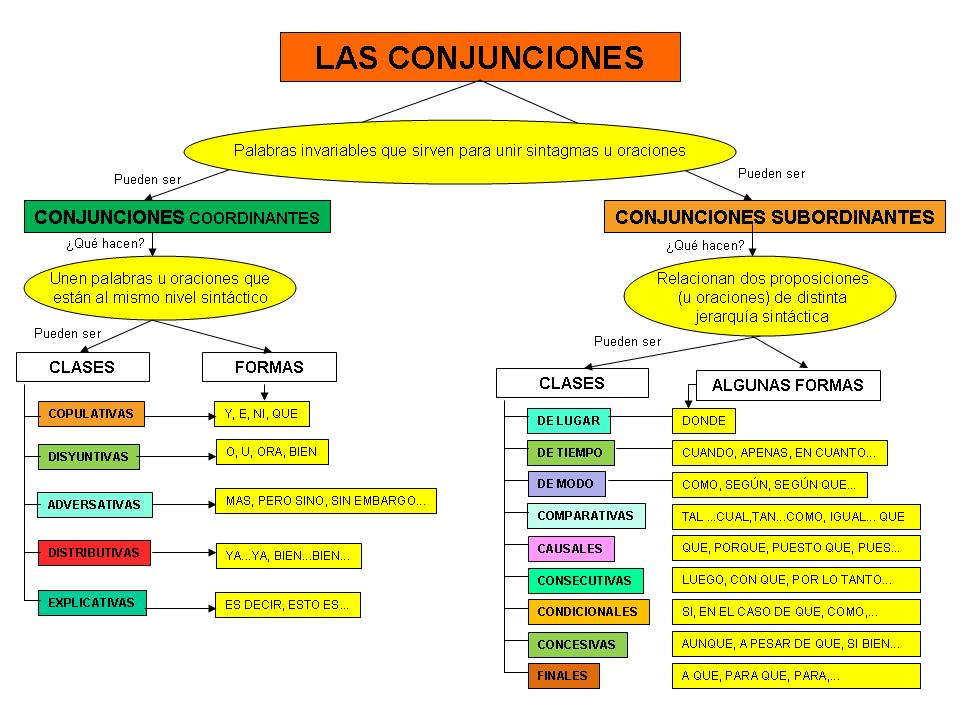 LAS CONJUNCIONES
Palabras invariables que sirven para unir sintagmas u oraciones
Pueden ser
Pueden ser
CONJUNCIONES COORDINANTES
¿Qué hacen?
Unen palabras u oraciones que
están al mismo nivel sintáctico
Pueden ser
CLASES
FORMAS
COPULATIVAS
Y, E, NI, QUE
DISYUNTIVAS
O, U, ORA, BIEN
ADVERSATIVAS
MAS, PERO SINO, SIN EMBARGO...
DISTRIBUTIVAS
YA...YA, BIEN...BIEN...
EXPLICATIVAS
ES DECIR, ESTO ES...
CONJUNCIONES SUBORDINANTES
¿Qué hacen?
Relacionan dos proposiciones
(u oraciones) de distinta
jerarquía sintáctica
Pueden ser
CLASES
ALGUNAS FORMAS
DE LUGAR
DONDE
DE TIEMPO
CUANDO, APENAS, EN CUANTO...
DE MODO
COMO, SEGÚN, SEGÚN QUE...
COMPARATIVAS
TAL ...CUAL,TAN...COMO, IGUAL... QUE
CAUSALES
QUE, PORQUE, PUESTO QUE, PUES...
CONSECUTIVAS
LUEGO, CON QUE, POR LO TANTO...
CONDICIONALES
SI, EN EL CASO DE QUE, COMO,...
CONCESIVAS
AUNQUE, A PESAR DE QUE, SI BIEN...
FINALES
A QUE, PARA QUE, PARA,...